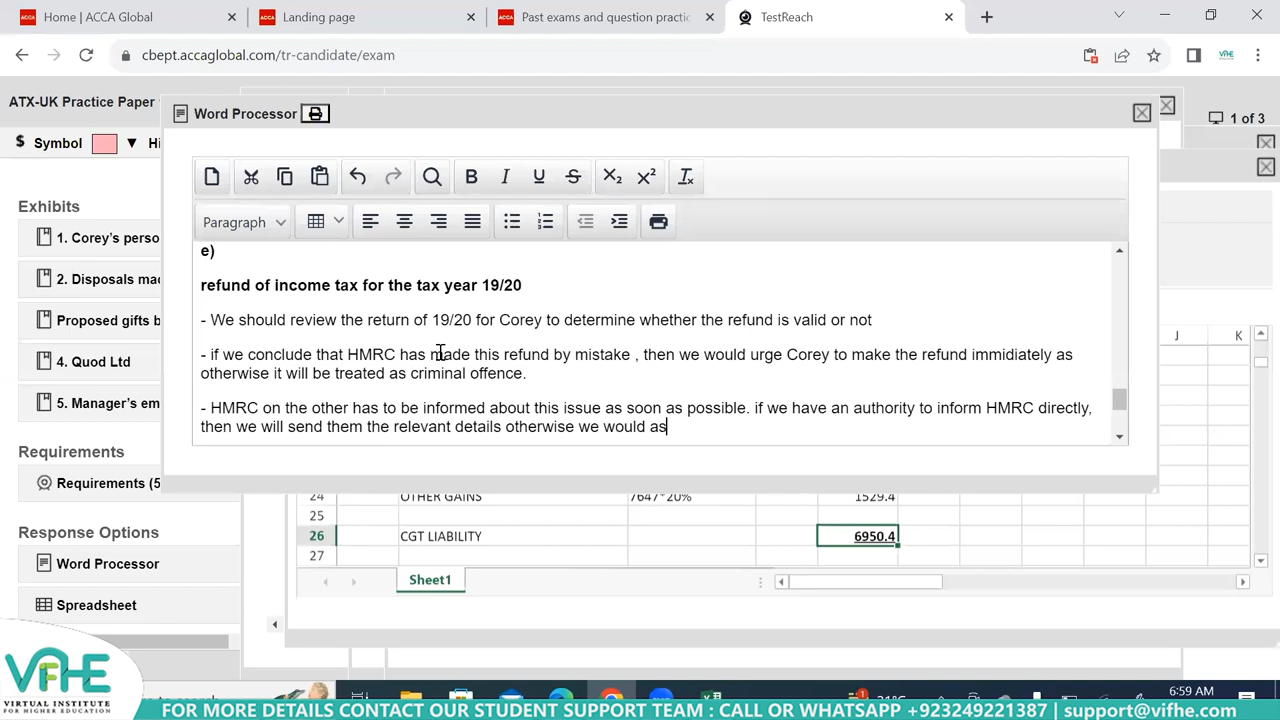 Home | ACCA Global
Landing page
Past exams and question practic
TestReach
cbept.accaglobal.com/tr-candidate/exam
ATX-UK Practice Paper
Word Processor
1 of 3
$ Symbol
Hi
Paragraph
Exhibits
1. Corey's perso
2. Disposals mad
Proposed gifts b
4. Quod Ltd
5. Manager's em
Requirements
Requirements (5
Response Options
Word Processor
Spreadsheet
e)
refund of income tax for the tax year 19/20
- We should review the return of 19/20 for Corey to determine whether the refund is valid or not
- if we conclude that HMRC has made this refund by mistake , then we would urge Corey to make the refund immidiately as
otherwise it will be treated as criminal offence.
- HMRC on the other has to be informed about this issue as soon as possible. if we have an authority to inform HMRC directly,
then we will send them the relevant details otherwise we would as
J K
24 OTHER GAINS 7647*20% 1529.4
25
26 CGT LIABILITY 6950.4
27
Sheet1
6:59 AM
VIFHE
VIRTUAL INSTITUTE
FOR HIGHER EDUCATION
FOR MORE DETAILS CONTACT OUR STUDENT SUPPORT TEAM : CALL OR WHATSAPP +923249221387 | support@vifhe.com